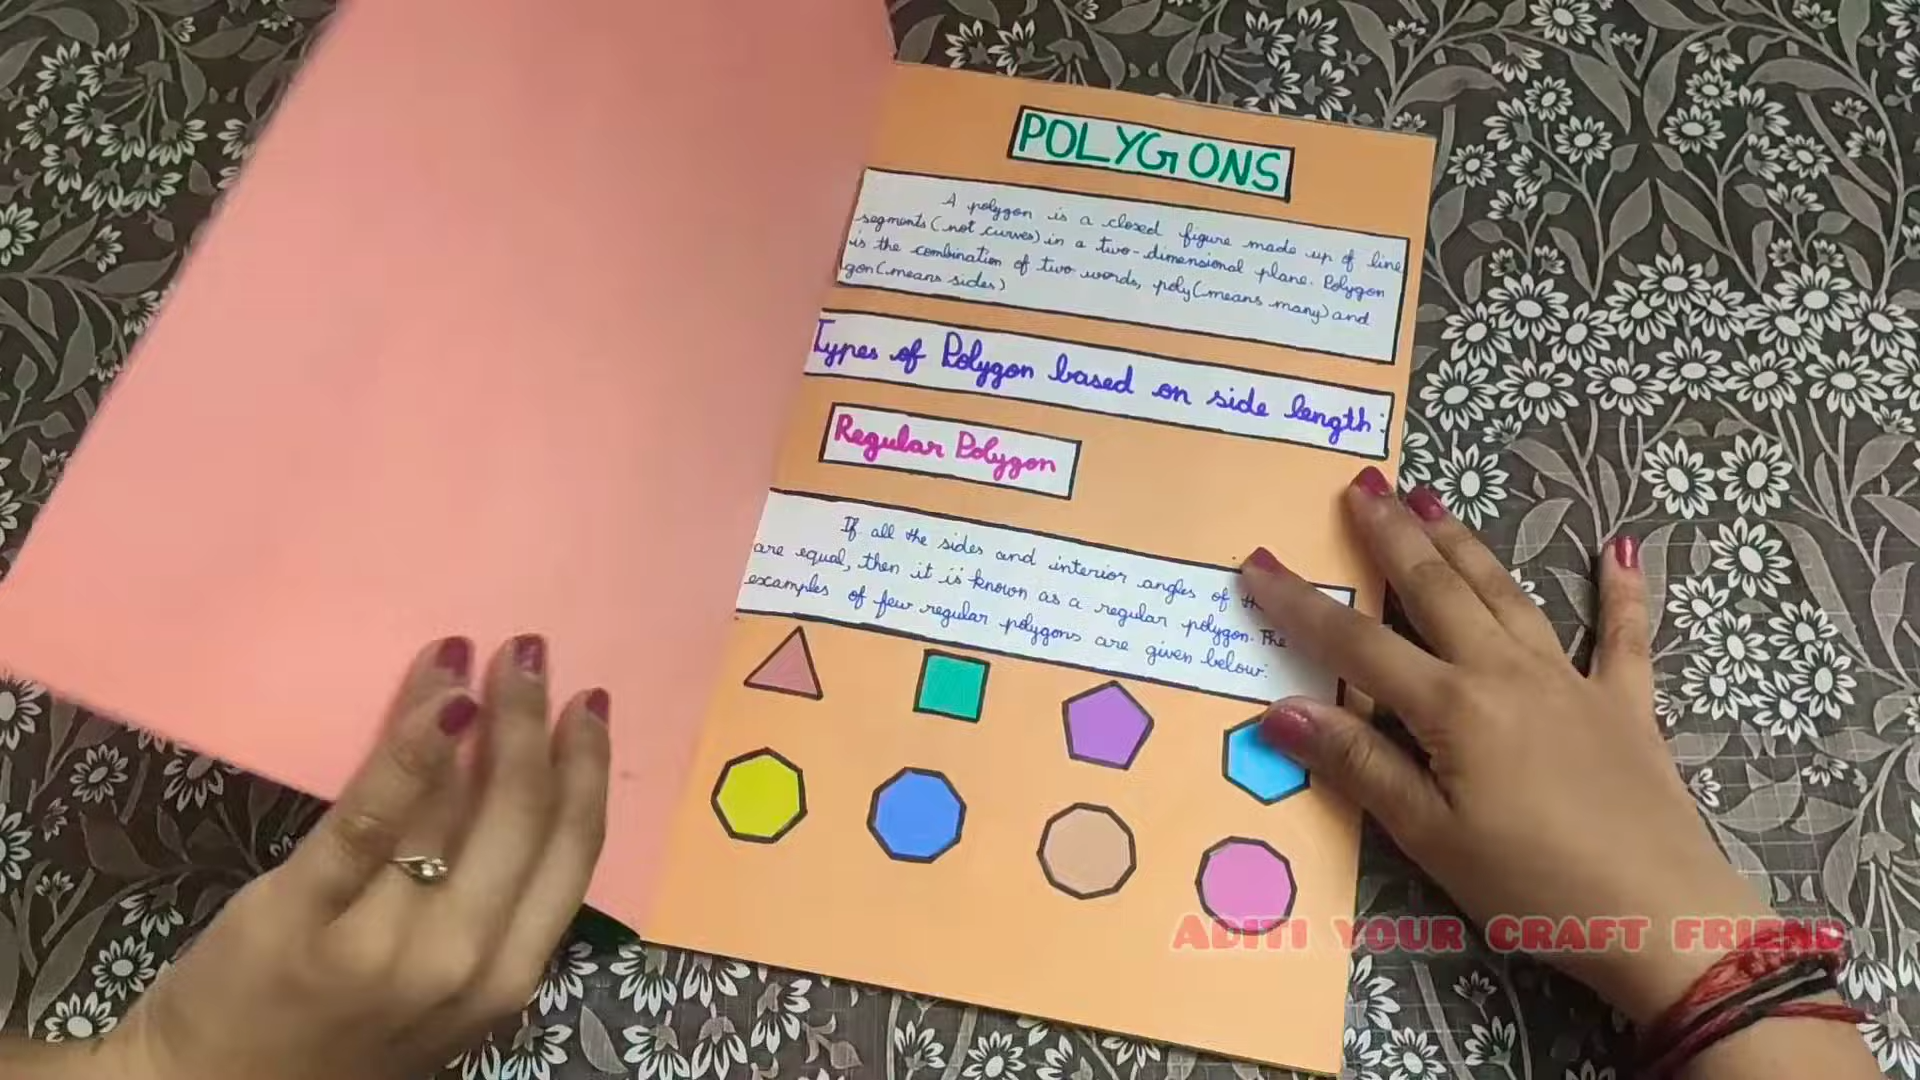 POLYGONS
A polygon is a closed figure made up of line
segments (not curves) in a two-dimensional plane. Polygon
is the combination of two words, poly (means many) and
gon (means sides)
Types of Polygon based on side length:
Regular Polygon
If all the sides and interior angles of
are equal, then it is known as a regular polygon. The
examples of few regular polygons are given below:
ADITI YOUR CRAFT FRIEND